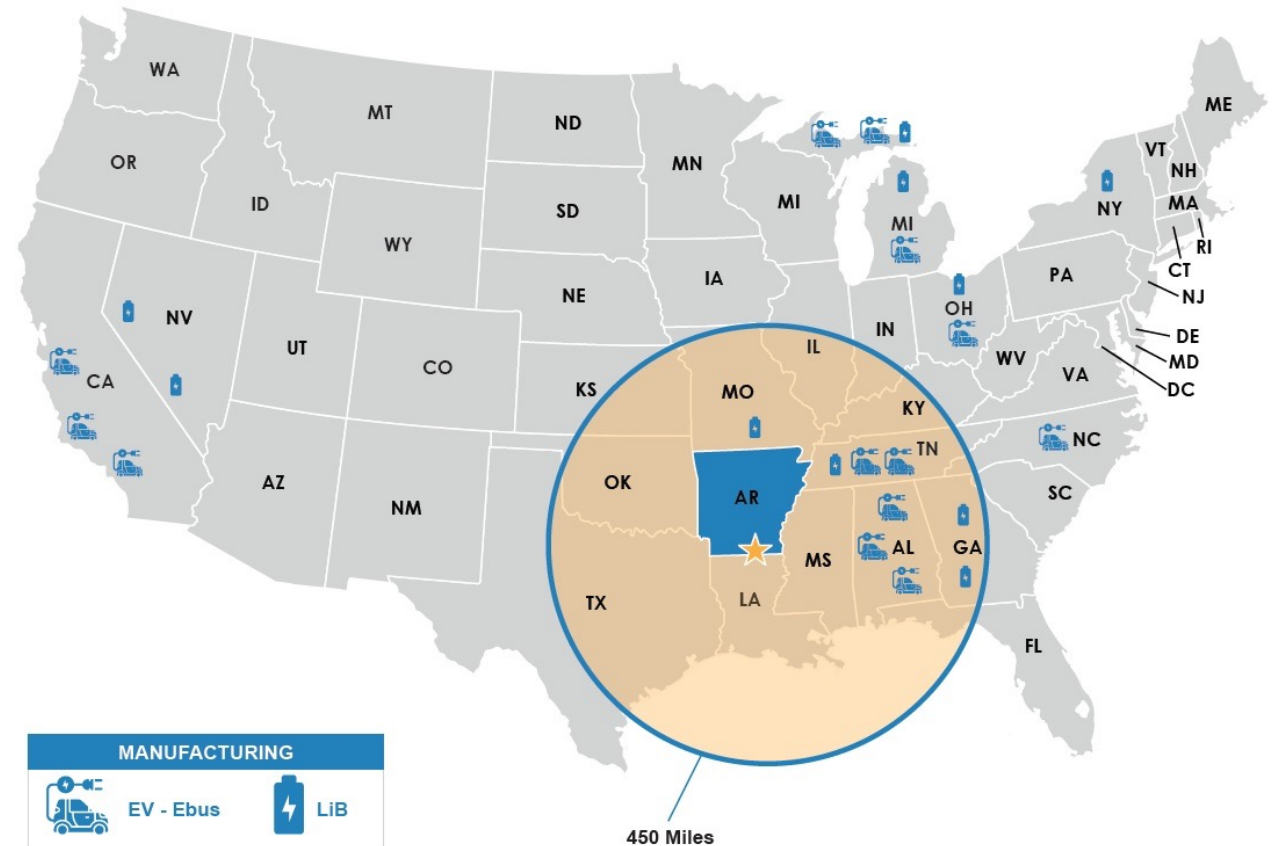 WA
MT
ND
MN
ME
OR
ID
SD
MI
MI
VT
NH
NY
MA
RI
CT
WY
IA
PA
NJ
NE
OH
IN
DE
NV
UT
CO
IL
WV
MD
VA
DC
CA
KS
MO
KY
NC
TN
AZ
NM
OK
AR
SC
MS
AL
GA
TX
LA
FL
MANUFACTURING
EV - Ebus
LiB
450 Miles